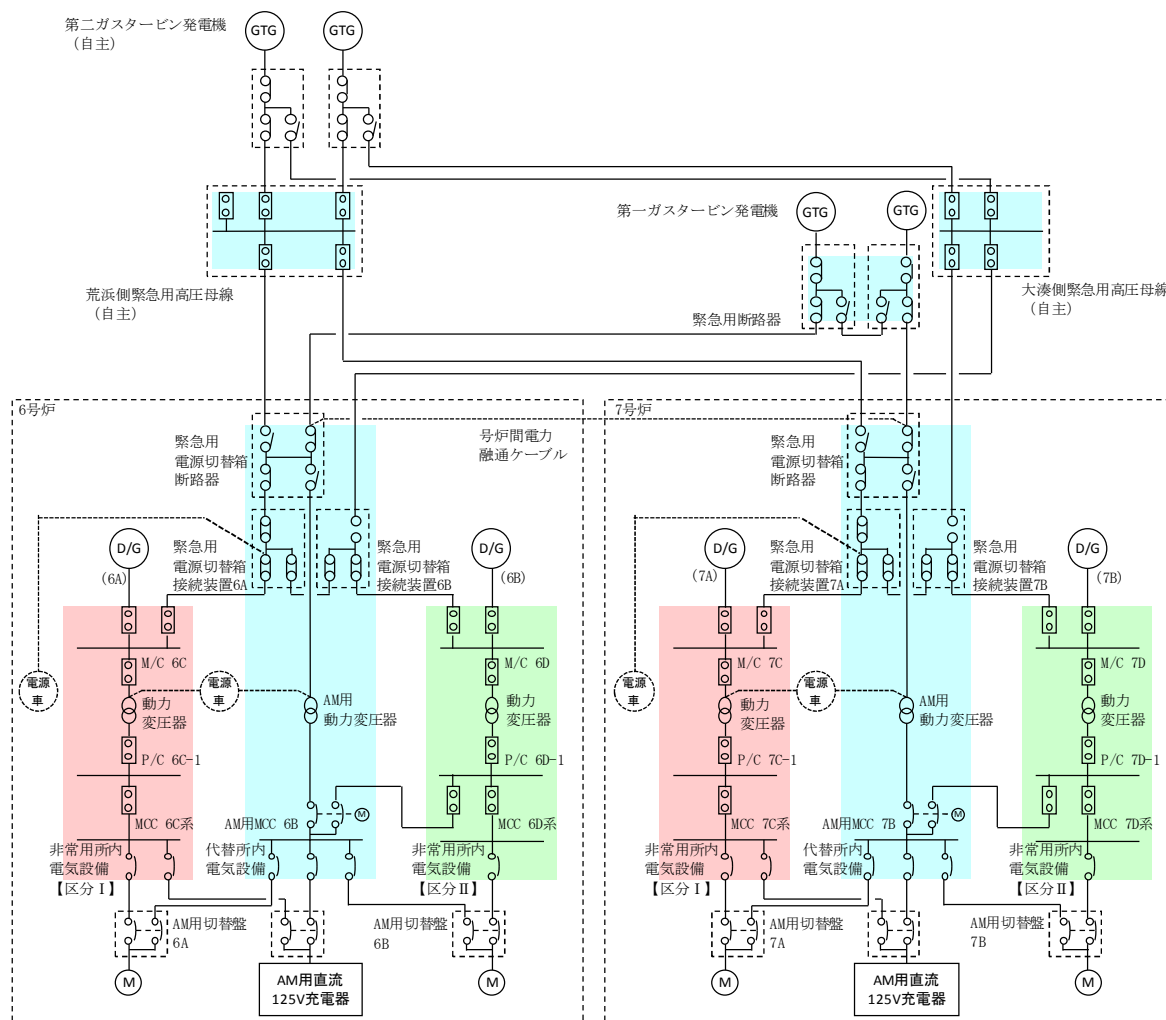 第二ガスタービン発電機
（自主）
GTG
GTG
第一ガスタービン発電機
GTG
GTG
荒浜側緊急用高圧母線
（自主）
緊急用断路器
大湊側緊急用高圧母線
（自主）
6号炉
緊急用
電源切替箱
断路器
号炉間電力
融通ケーブル
D/G
(6A)
緊急用
電源切替箱
接続装置6A
緊急用
電源切替箱
接続装置6B
D/G
(6B)
M/C 6C
M/C 6D
電源
車
電源
車
動力
変圧器
AM用
動力変圧器
動力
変圧器
P/C 6C-1
P/C 6D-1
MCC 6C系
AM用MCC 6B
M
MCC 6D系
非常用所内
電気設備
【区分Ⅰ】
代替所内
電気設備
非常用所内
電気設備
【区分Ⅱ】
AM用切替盤
6A
AM用切替盤
6B
M
AM用直流
125V充電器
M
7号炉
緊急用
電源切替箱
断路器
D/G
(7A)
緊急用
電源切替箱
接続装置7A
緊急用
電源切替箱
接続装置7B
D/G
(7B)
M/C 7C
M/C 7D
電源
車
電源
車
動力
変圧器
AM用
動力変圧器
動力
変圧器
P/C 7C-1
P/C 7D-1
MCC 7C系
AM用MCC 7B
M
MCC 7D系
非常用所内
電気設備
【区分Ⅰ】
代替所内
電気設備
非常用所内
電気設備
【区分Ⅱ】
AM用切替盤
7A
AM用切替盤
7B
M
AM用直流
125V充電器
M